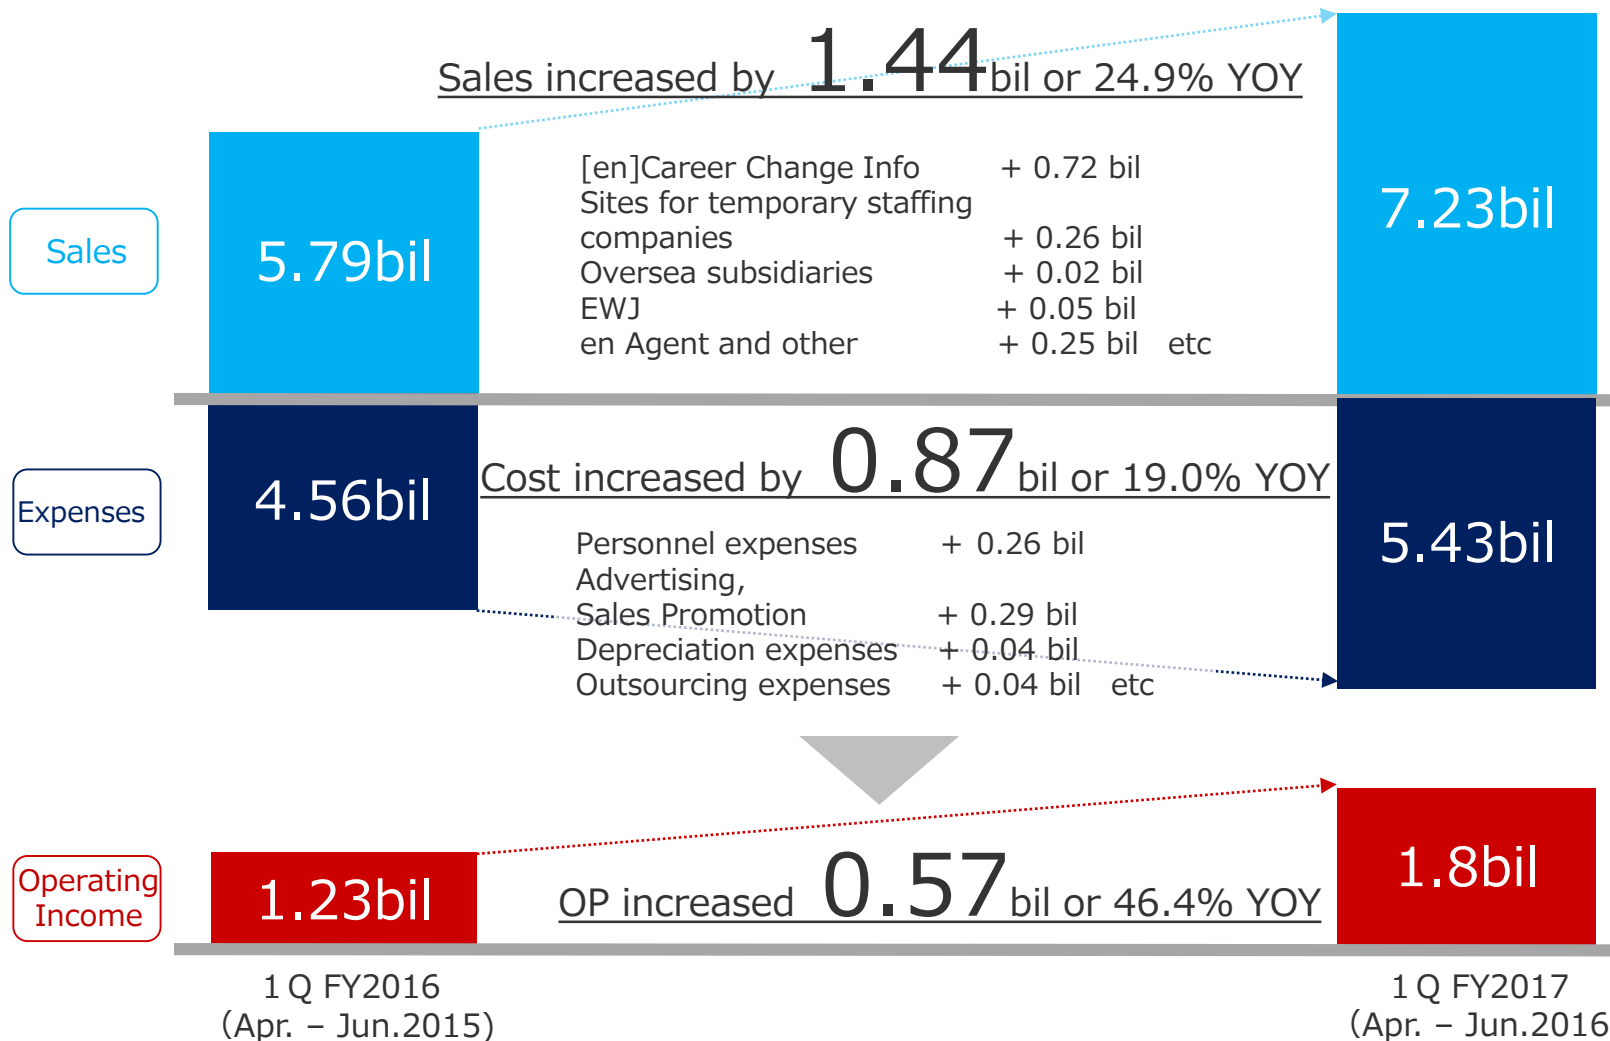 Sales increased by 1.44 bil or 24.9% YOY
Sales
5.79bil
[en]Career Change Info + 0.72 bil
Sites for temporary staffing
companies + 0.26 bil
Oversea subsidiaries + 0.02 bil
EWJ + 0.05 bil
en Agent and other + 0.25 bil etc
7.23bil
Expenses
4.56bil
Cost increased by 0.87 bil or 19.0% YOY
Personnel expenses + 0.26 bil
Advertising,
Sales Promotion + 0.29 bil
Depreciation expenses + 0.04 bil
Outsourcing expenses + 0.04 bil etc
5.43bil
Operating
Income
1.23bil
OP increased 0.57 bil or 46.4% YOY
1.8bil
1Q FY2016
(Apr. – Jun.2015)
1Q FY2017
(Apr. – Jun.2016